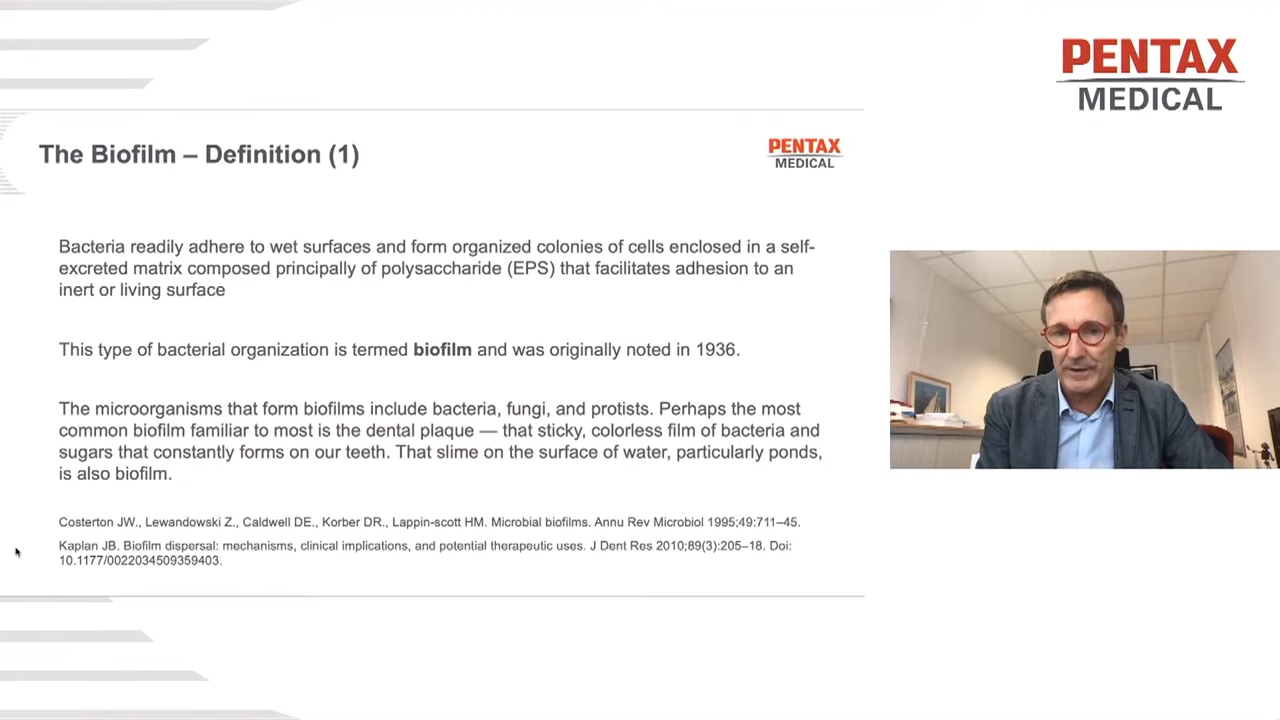 PENTAX
MEDICAL
The Biofilm – Definition (1)
PENTAX
MEDICAL
Bacteria readily adhere to wet surfaces and form organized colonies of cells enclosed in a self-
excreted matrix composed principally of polysaccharide (EPS) that facilitates adhesion to an
inert or living surface
This type of bacterial organization is termed biofilm and was originally noted in 1936.
The microorganisms that form biofilms include bacteria, fungi, and protists. Perhaps the most
common biofilm familiar to most is the dental plaque — that sticky, colorless film of bacteria and
sugars that constantly forms on our teeth. That slime on the surface of water, particularly ponds,
is also biofilm.
Costerton JW., Lewandowski Z., Caldwell DE., Korber DR., Lappin-scott HM. Microbial biofilms. Annu Rev Microbiol 1995;49:711–45.
Kaplan JB. Biofilm dispersal: mechanisms, clinical implications, and potential therapeutic uses. J Dent Res 2010;89(3):205–18. Doi:
10.1177/0022034509359403.